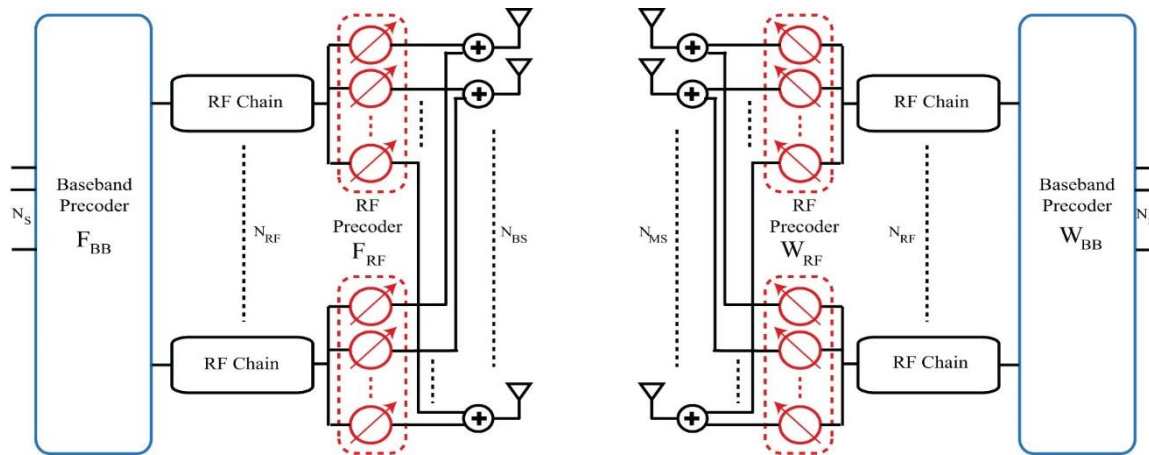 RF Chain
RF Chain
Baseband
Precoder
F_BB
N_S
N_RF
RF
Precoder
F_RF
N_BS
N_MS
RF
Precoder
W_RF
N_RF
Baseband
Precoder
W_BB
RF Chain
RF Chain